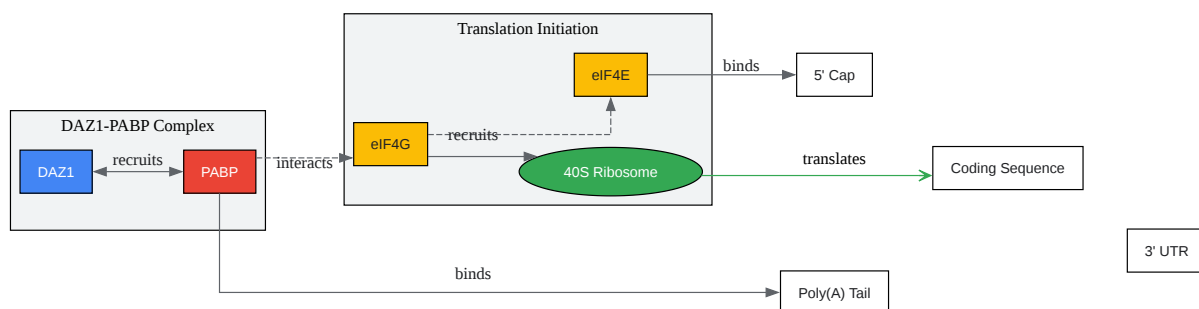 Translation Initiation
eIF4E
binds
5' Cap
DAZ1-PABP Complex
DAZ1
recruits
PABP
interacts
eIF4G
recruits
40S Ribosome
translates
Coding Sequence
3' UTR
binds
Poly(A) Tail